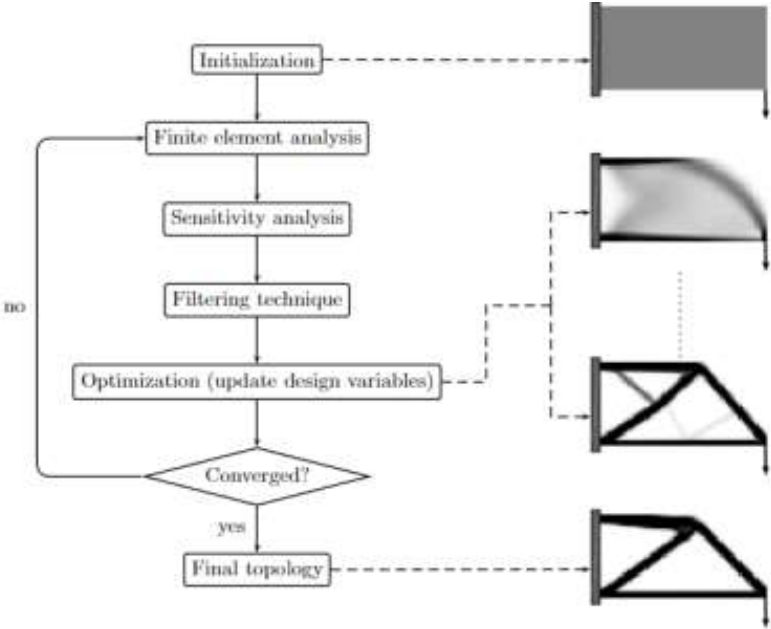 Initialization
Finite element analysis
Sensitivity analysis
Filtering technique
no
Optimization (update design variables)
Converged?
yes
Final topology